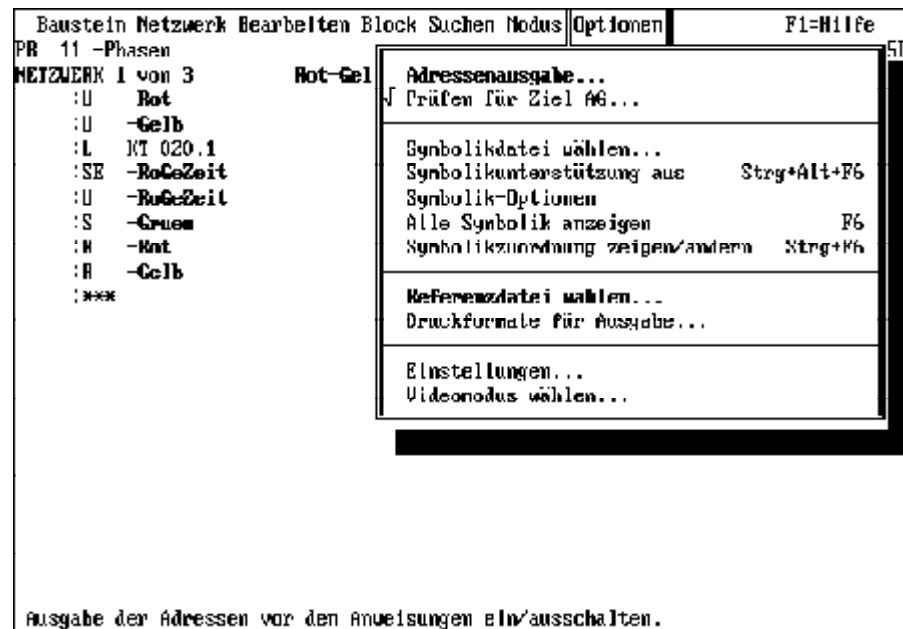 Baustein Netzwerk Bearbeiten Block Suchen Modus Optionen F1=Hilfe
PB 11 -Phasen
NETZWERK 1 von 3 Rot-Gel
:U Rot
:U -Gelb
:L KT 020.1
:SE -RoGeZeit
:U -RoGeZeit
:S -Gruen
:R -Rot
:R -Gelb
:***
Adressenausgabe...
√ Prüfen für Ziel AG...
Symbolikdatei wählen...
Symbolikunterstützung aus Strg+Alt+F6
Symbolik-Optionen
Alle Symbolik anzeigen F6
Symbolikzuordnung zeigen/ändern Strg+F6
Referenzdatei wählen...
Druckformate für Ausgabe...
Einstellungen...
Videomodus wählen...
Ausgabe der Adressen vor den Anweisungen ein/ausschalten.